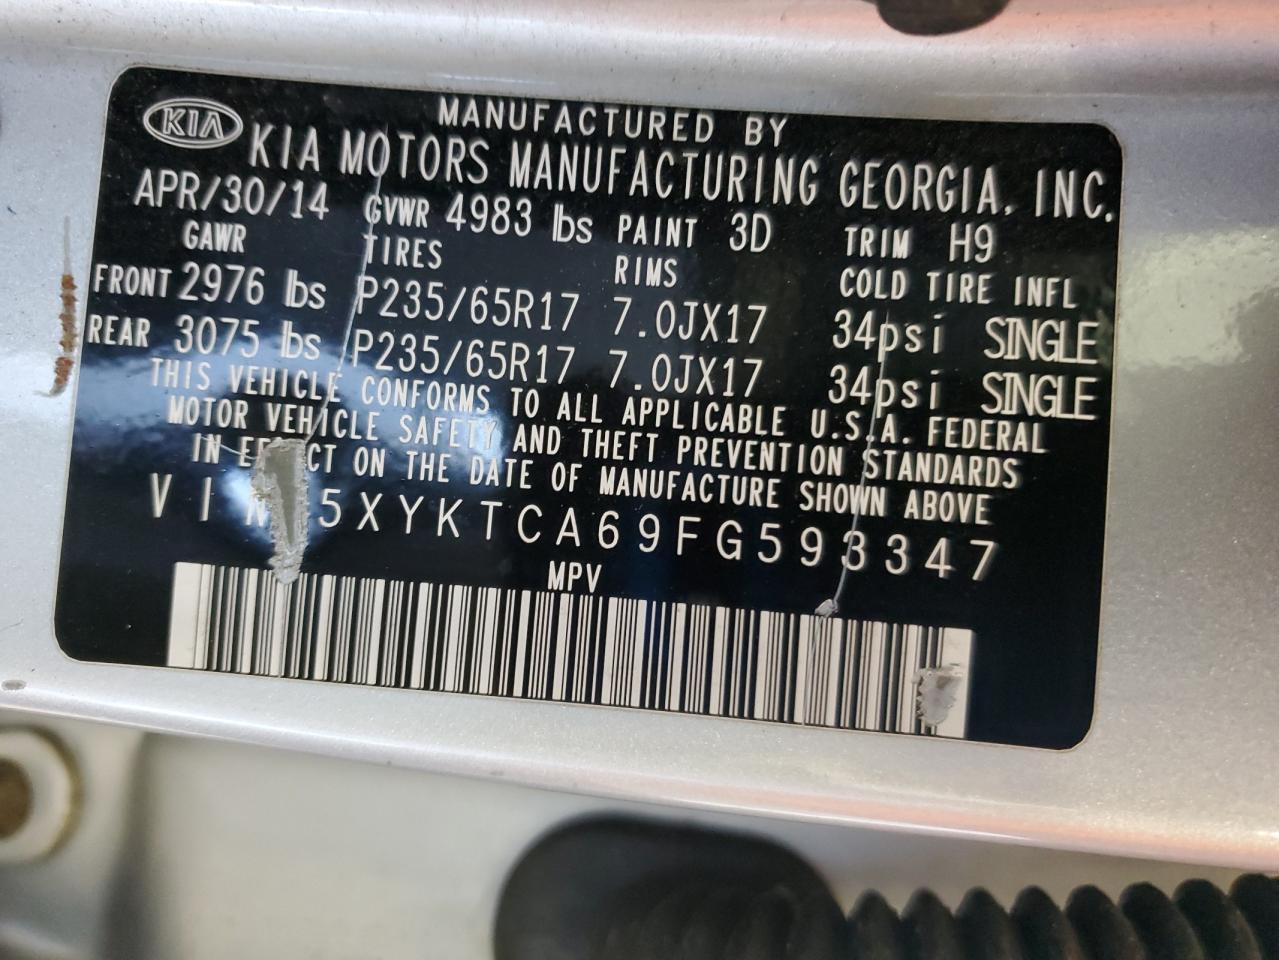 MANUFACTURED BY
KIA KIA MOTORS MANUFACTURING GEORGIA, INC.
APR/30/14 GVWR 4983 lbs PAINT 3D TRIM H9
GAWR TIRES RIMS COLD TIRE INFL
FRONT 2976 lbs P235/65R17 7.0JX17 34psi SINGLE
REAR 3075 lbs P235/65R17 7.0JX17 34psi SINGLE
THIS VEHICLE CONFORMS TO ALL APPLICABLE U.S.A. FEDERAL
MOTOR VEHICLE SAFETY AND THEFT PREVENTION STANDARDS
IN EFFECT ON THE DATE OF MANUFACTURE SHOWN ABOVE
VIN 5XYKTCA69FG593347
MPV